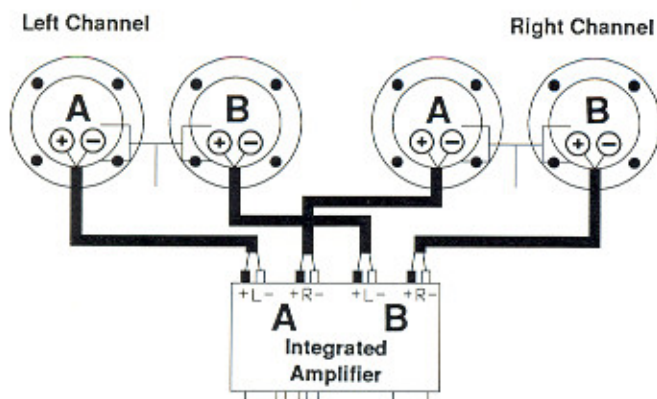 Left Channel
Right Channel
A
B
A
B
+ −
+ −
+ −
+ −
+L−
+R−
+L−
+R−
A
B
Integrated
Amplifier